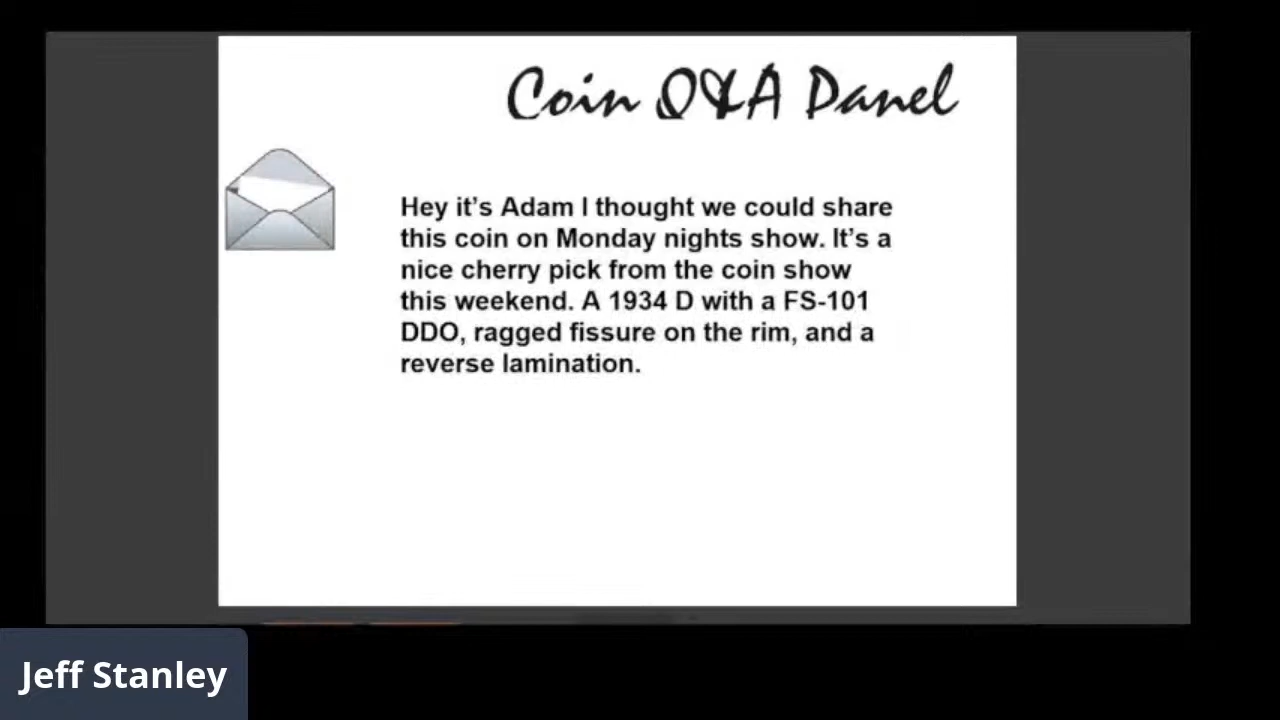 Coin Q&A Panel
Hey it’s Adam I thought we could share
this coin on Monday nights show. It’s a
nice cherry pick from the coin show
this weekend. A 1934 D with a FS-101
DDO, ragged fissure on the rim, and a
reverse lamination.
Jeff Stanley